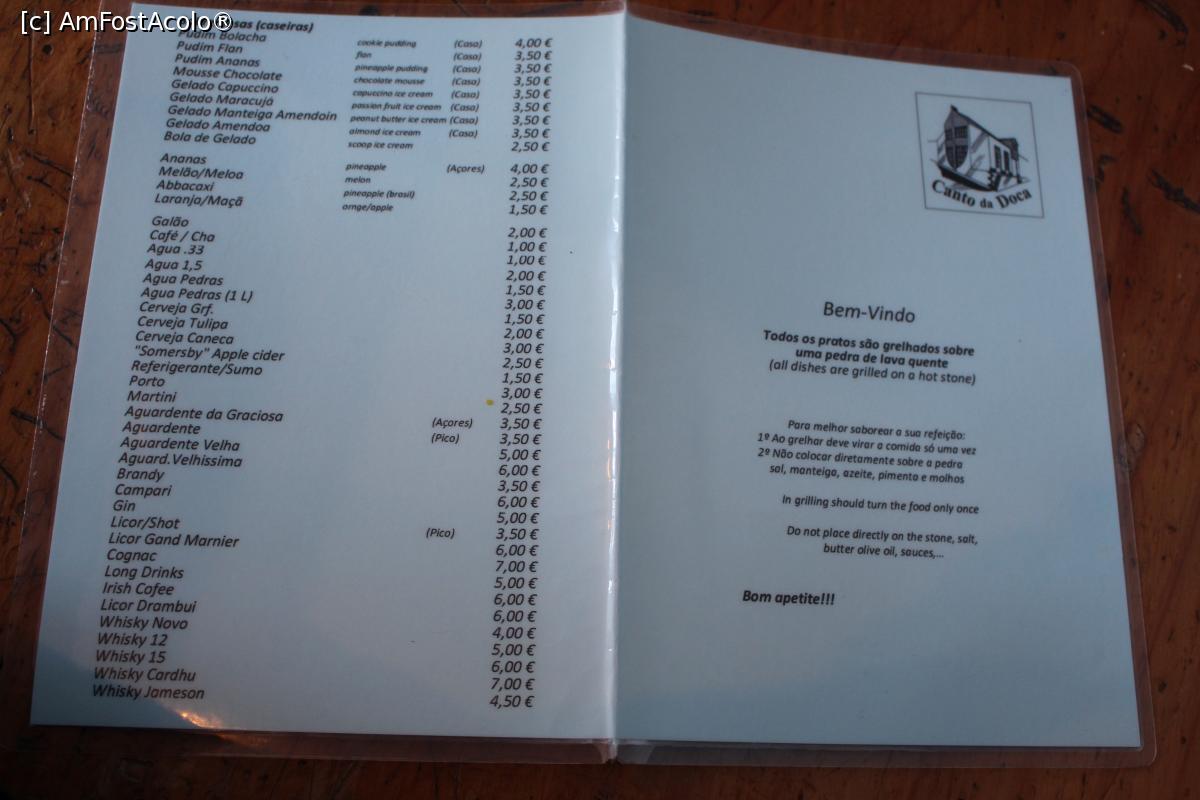 [c] AmFostAcolo®
(caseiras)
Pudim Bolacha cookie pudding (Casa) 4,00 €
Pudim Flan flan (Casa) 3,50 €
Pudim Ananas pineapple pudding (Casa) 3,50 €
Mousse Chocolate chocolate mousse (Casa) 3,50 €
Gelado Capuccino capuccino ice cream (Casa) 3,50 €
Gelado Maracujá passion fruit ice cream (Casa) 3,50 €
Gelado Manteiga Amendoin peanut butter ice cream (Casa) 3,50 €
Gelado Amendoa almond ice cream (Casa) 3,50 €
Bola de Gelado scoop ice cream 2,50 €
Ananas pineapple (Açores) 4,00 €
Melão/Meloa melon 2,50 €
Abbacaxi pineapple (brasil) 2,50 €
Laranja/Maçã ornge/apple 1,50 €
Galão 2,00 €
Café / Cha 1,00 €
Agua .33 1,00 €
Agua 1,5 2,00 €
Agua Pedras 1,50 €
Agua Pedras (1 L) 3,00 €
Cerveja Grf. 1,50 €
Cerveja Tulipa 2,00 €
Cerveja Caneca 3,00 €
"Somersby" Apple cider 2,50 €
Referigerante/Sumo 1,50 €
Porto 3,00 €
Martini 2,50 €
Aguardente da Graciosa (Açores) 3,50 €
Aguardente (Pico) 3,50 €
Aguardente Velha 5,00 €
Aguard.Velhissima 6,00 €
Brandy 3,50 €
Campari 6,00 €
Gin 5,00 €
Licor/Shot (Pico) 3,50 €
Licor Gand Marnier 6,00 €
Cognac 7,00 €
Long Drinks 5,00 €
Irish Cofee 6,00 €
Licor Drambui 6,00 €
Whisky Novo 4,00 €
Whisky 12 5,00 €
Whisky 15 6,00 €
Whisky Cardhu 7,00 €
Whisky Jameson 4,50 €
Canto da Doca
Bem-Vindo
Todos os pratos são grelhados sobre
uma pedra de lava quente
(all dishes are grilled on a hot stone)
Para melhor saborear a sua refeição:
1º Ao grelhar deve virar a comida só uma vez
2º Não colocar diretamente sobre a pedra
sal, manteiga, azeite, pimenta e molhos
In grilling should turn the food only once
Do not place directly on the stone, salt,
butter olive oil, sauces,...
Bom apetite!!!